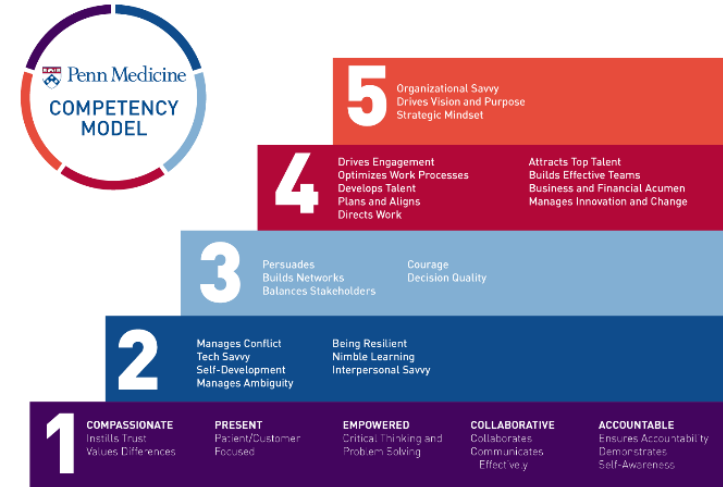 Penn Medicine
COMPETENCY
MODEL
5
Organizational Savvy
Drives Vision and Purpose
Strategic Mindset
4
Drives Engagement
Optimizes Work Processes
Develops Talent
Plans and Aligns
Directs Work
Attracts Top Talent
Builds Effective Teams
Business and Financial Acumen
Manages Innovation and Change
3
Persuades
Builds Networks
Balances Stakeholders
Courage
Decision Quality
2
Manages Conflict
Tech Savvy
Self-Development
Manages Ambiguity
Being Resilient
Nimble Learning
Interpersonal Savvy
1
COMPASSIONATE
Instills Trust
Values Differences
PRESENT
Patient/Customer
Focused
EMPOWERED
Critical Thinking and
Problem Solving
COLLABORATIVE
Collaborates
Communicates
Effectively
ACCOUNTABLE
Ensures Accountability
Demonstrates
Self-Awareness